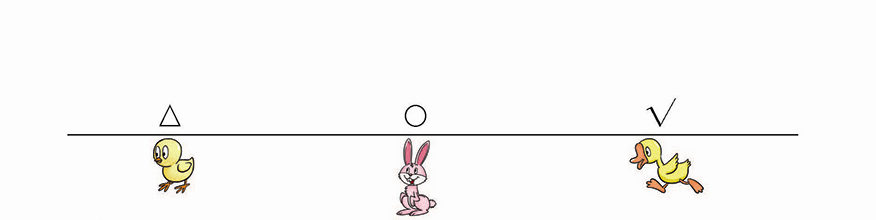 △ ○ √